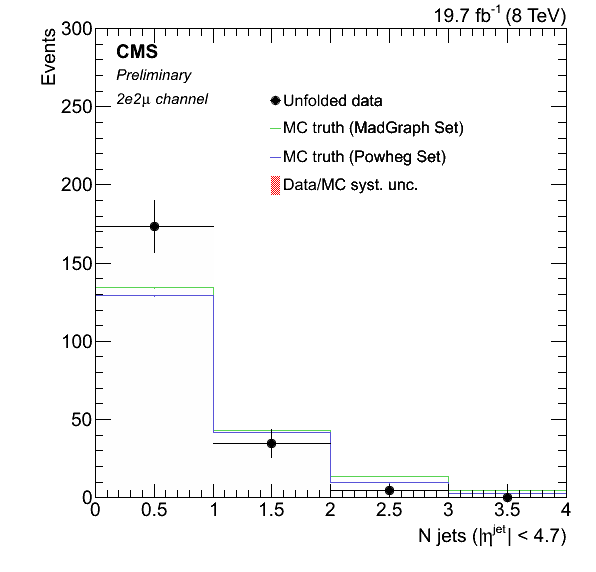 19.7 fb⁻¹ (8 TeV)
Events
CMS
Preliminary
2e2μ channel
Unfolded data
MC truth (MadGraph Set)
MC truth (Powheg Set)
Data/MC syst. unc.
300
250
200
150
100
50
0
0 0.5 1 1.5 2 2.5 3 3.5 4
N jets (|η^jet| < 4.7)